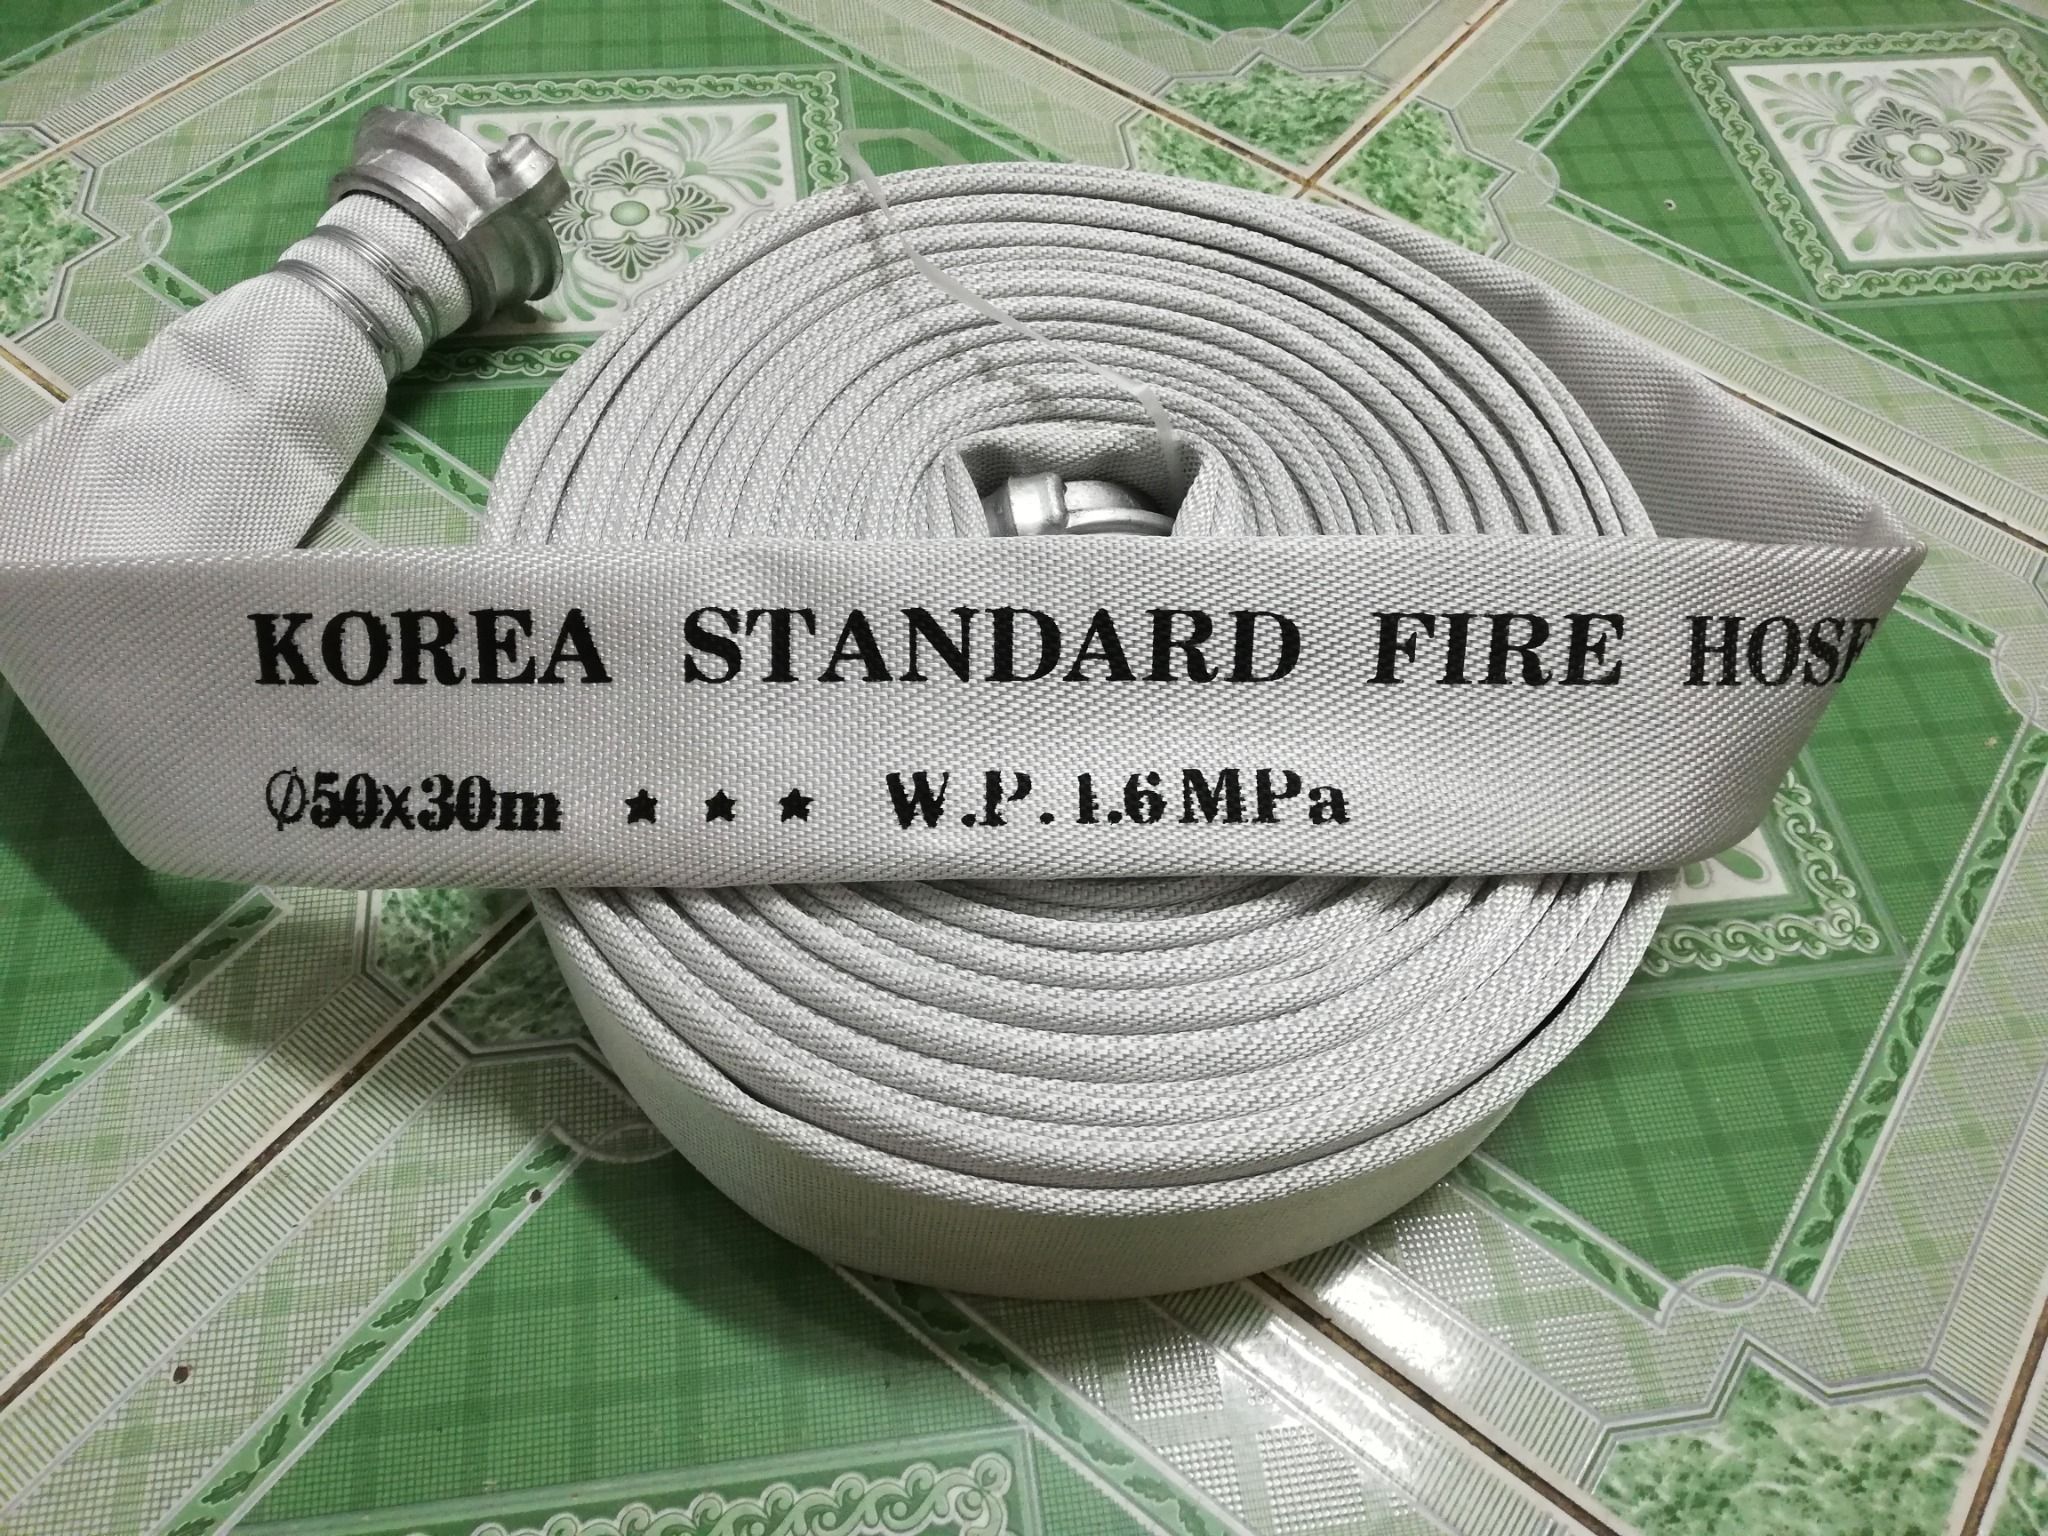 KOREA STANDARD FIRE HOSE
Ø50x30m ★ ★ ★ W.P. 1.6MPa